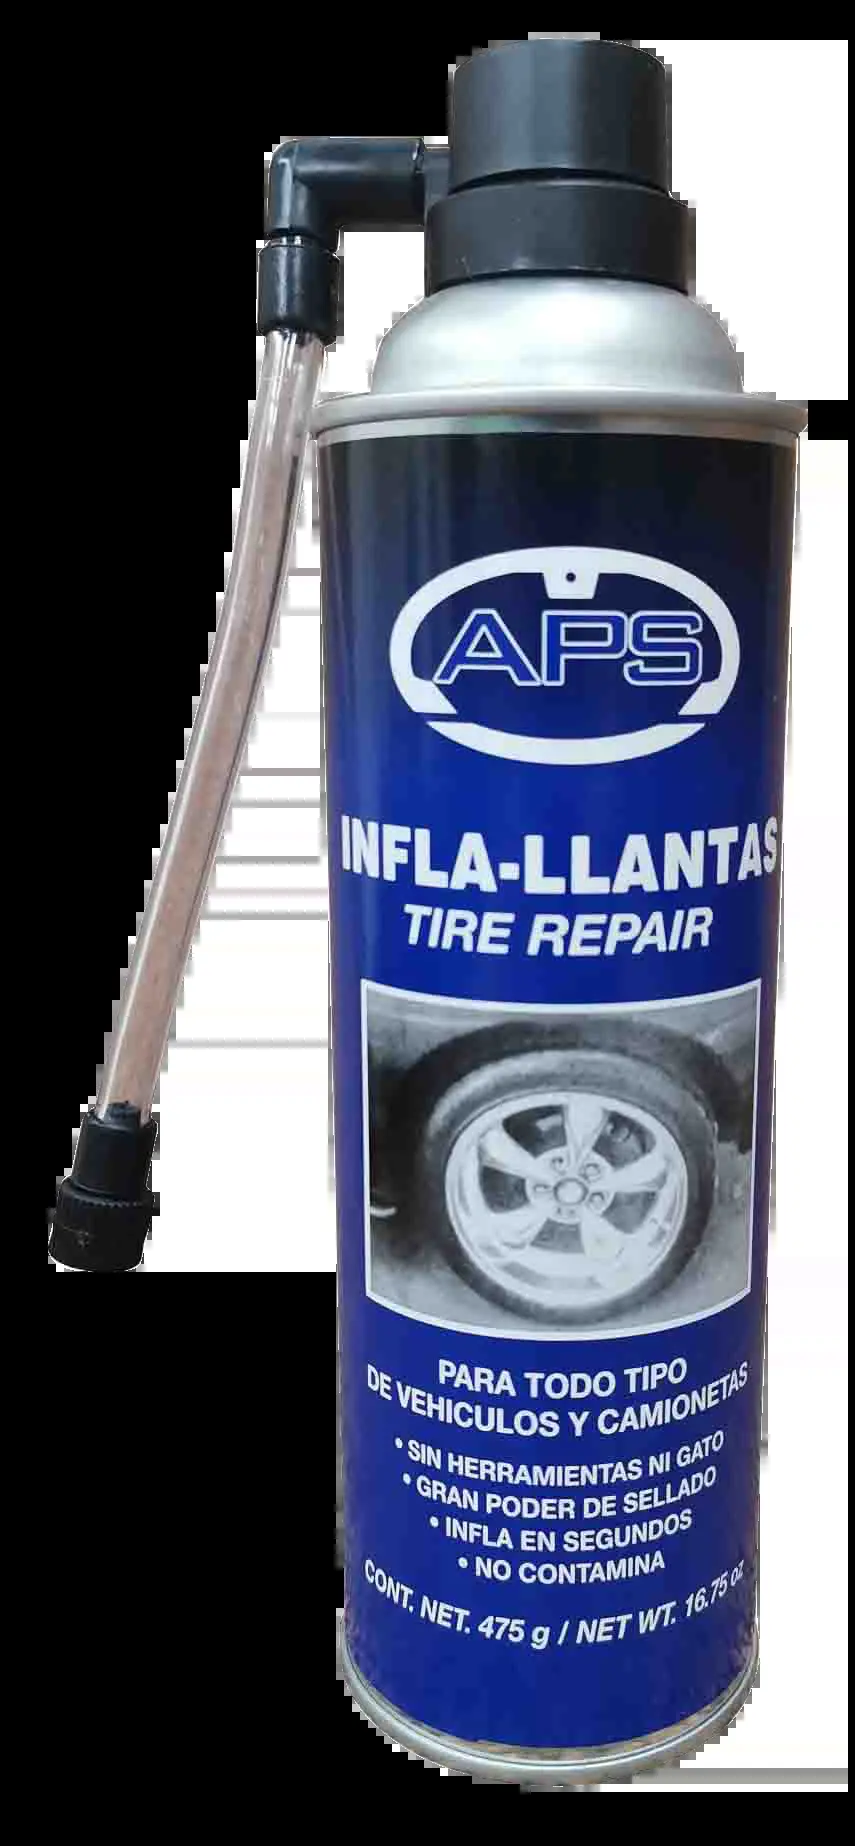 APS
INFLA-LLANTAS
TIRE REPAIR
PARA TODO TIPO
DE VEHICULOS Y CAMIONETAS
• SIN HERRAMIENTAS NI GATO
• GRAN PODER DE SELLADO
• INFLA EN SEGUNDOS
• NO CONTAMINA
CONT. NET. 475 g / NET WT. 16.75 oz